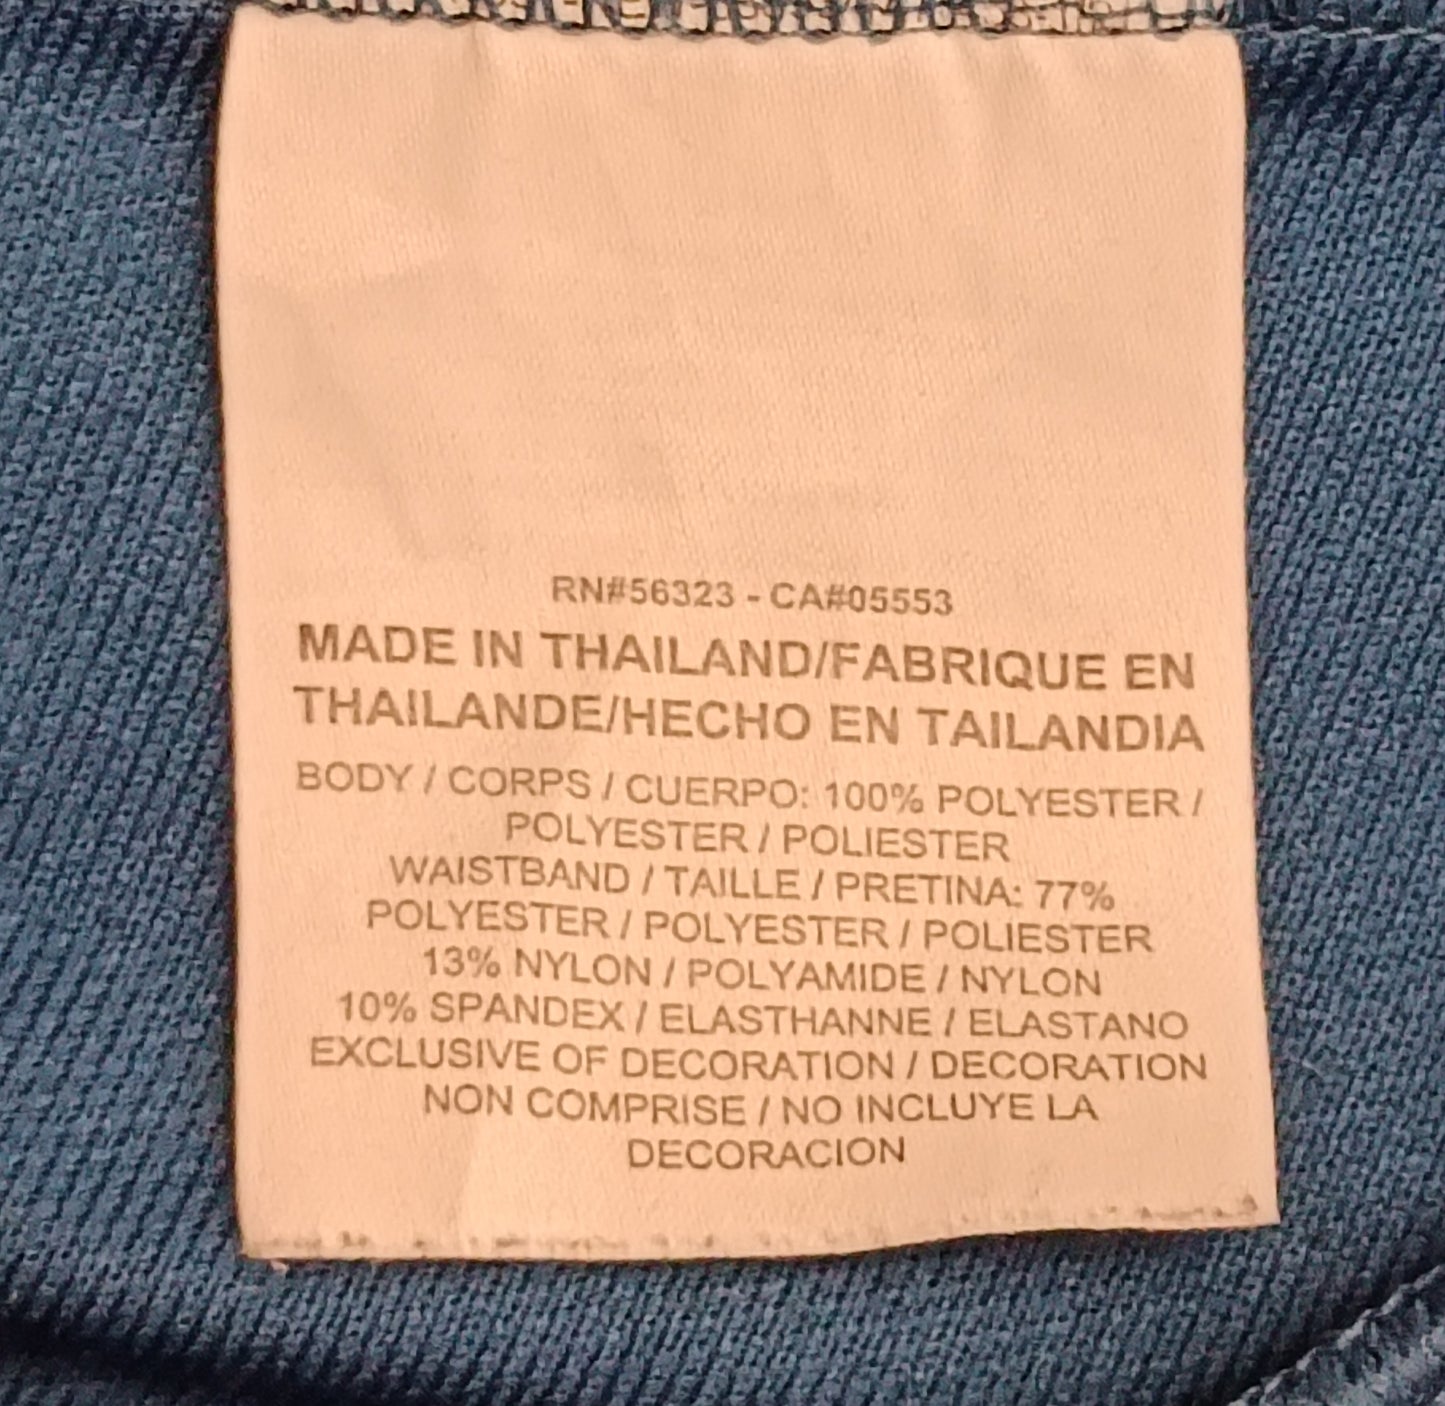 RN#56323 - CA#05553
MADE IN THAILAND/FABRIQUE EN
THAILANDE/HECHO EN TAILANDIA
BODY / CORPS / CUERPO: 100% POLYESTER /
POLYESTER / POLIESTER
WAISTBAND / TAILLE / PRETINA: 77%
POLYESTER / POLYESTER / POLIESTER
13% NYLON / POLYAMIDE / NYLON
10% SPANDEX / ELASTHANNE / ELASTANO
EXCLUSIVE OF DECORATION / DECORATION
NON COMPRISE / NO INCLUYE LA
DECORACION